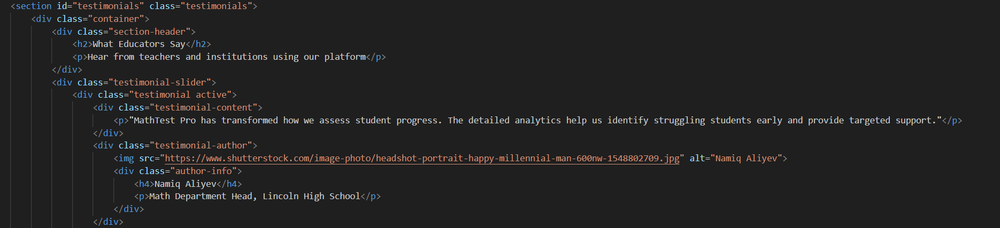 <section id="testimonials" class="testimonials">
<div class="container">
<div class="section-header">
<h2>What Educators Say</h2>
<p>Hear from teachers and institutions using our platform</p>
</div>
<div class="testimonial-slider">
<div class="testimonial active">
<div class="testimonial-content">
<p>"MathTest Pro has transformed how we assess student progress. The detailed analytics help us identify struggling students early and provide targeted support."</p>
</div>
<div class="testimonial-author">
<img src="https://www.shutterstock.com/image-photo/headshot-portrait-happy-millennial-man-600nw-1548802709.jpg" alt="Namiq Aliyev">
<div class="author-info">
<h4>Namiq Aliyev</h4>
<p>Math Department Head, Lincoln High School</p>
</div>
</div>